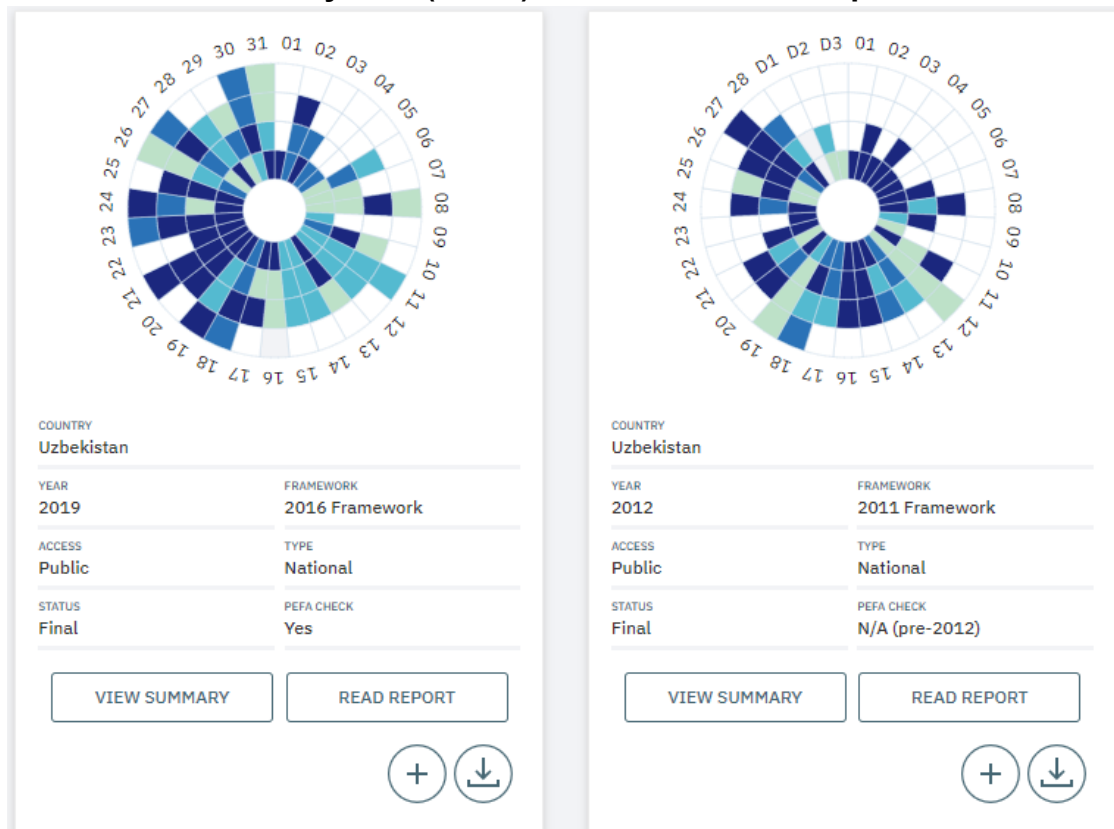 01 02 03 04 05 06 07 08 09 10 11 12 13 14 15 16 17 18 19 20 21 22 23 24 25 26 27 28 29 30 31
COUNTRY
Uzbekistan
YEAR
2019
FRAMEWORK
2016 Framework
ACCESS
Public
TYPE
National
STATUS
Final
PEFA CHECK
Yes
VIEW SUMMARY
READ REPORT
01 02 03 04 05 06 07 08 09 10 11 12 13 14 15 16 17 18 19 20 21 22 23 24 25 26 27 28 D1 D2 D3
COUNTRY
Uzbekistan
YEAR
2012
FRAMEWORK
2011 Framework
ACCESS
Public
TYPE
National
STATUS
Final
PEFA CHECK
N/A (pre-2012)
VIEW SUMMARY
READ REPORT